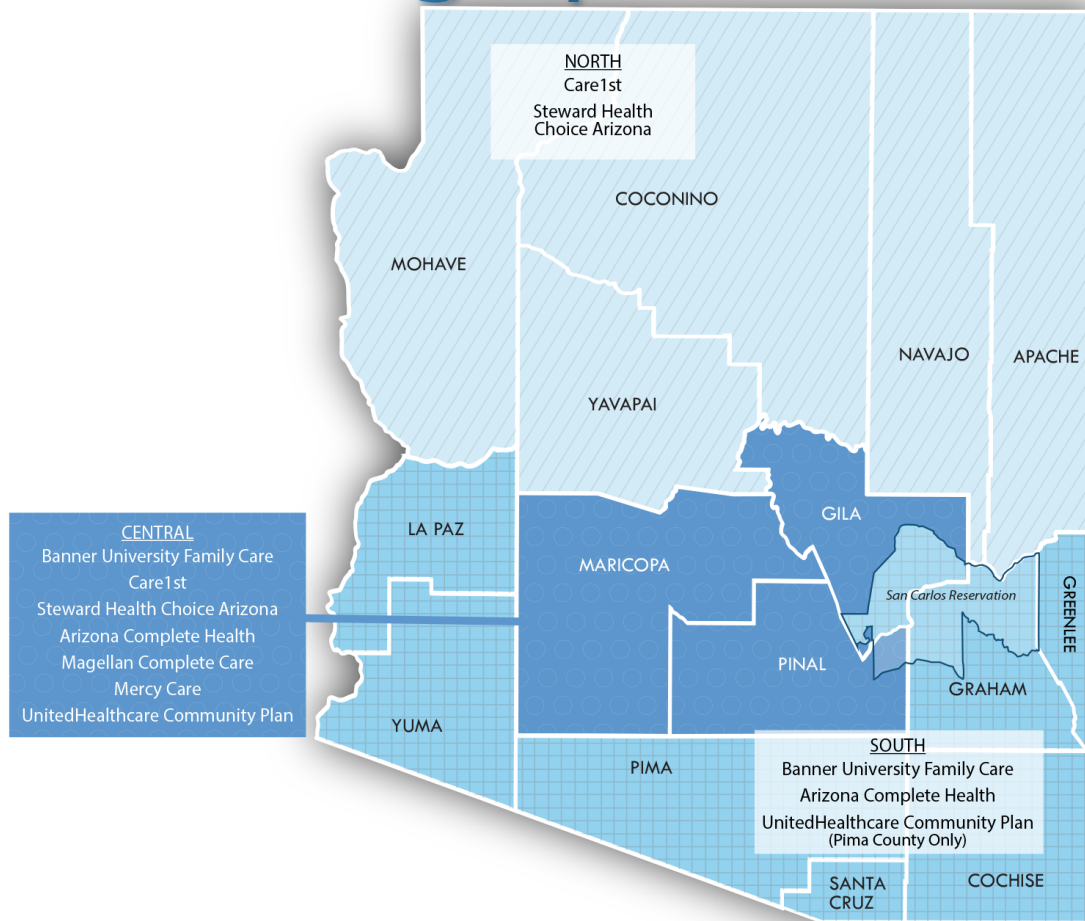 NORTH
Care1st
Steward Health
Choice Arizona
COCONINO
MOHAVE
NAVAJO
APACHE
YAVAPAI
GILA
LA PAZ
MARICOPA
CENTRAL
Banner University Family Care
Care1st
Steward Health Choice Arizona
Arizona Complete Health
Magellan Complete Care
Mercy Care
UnitedHealthcare Community Plan
San Carlos Reservation
GREENLEE
PINAL
GRAHAM
YUMA
PIMA
SOUTH
Banner University Family Care
Arizona Complete Health
UnitedHealthcare Community Plan
(Pima County Only)
SANTA
CRUZ
COCHISE